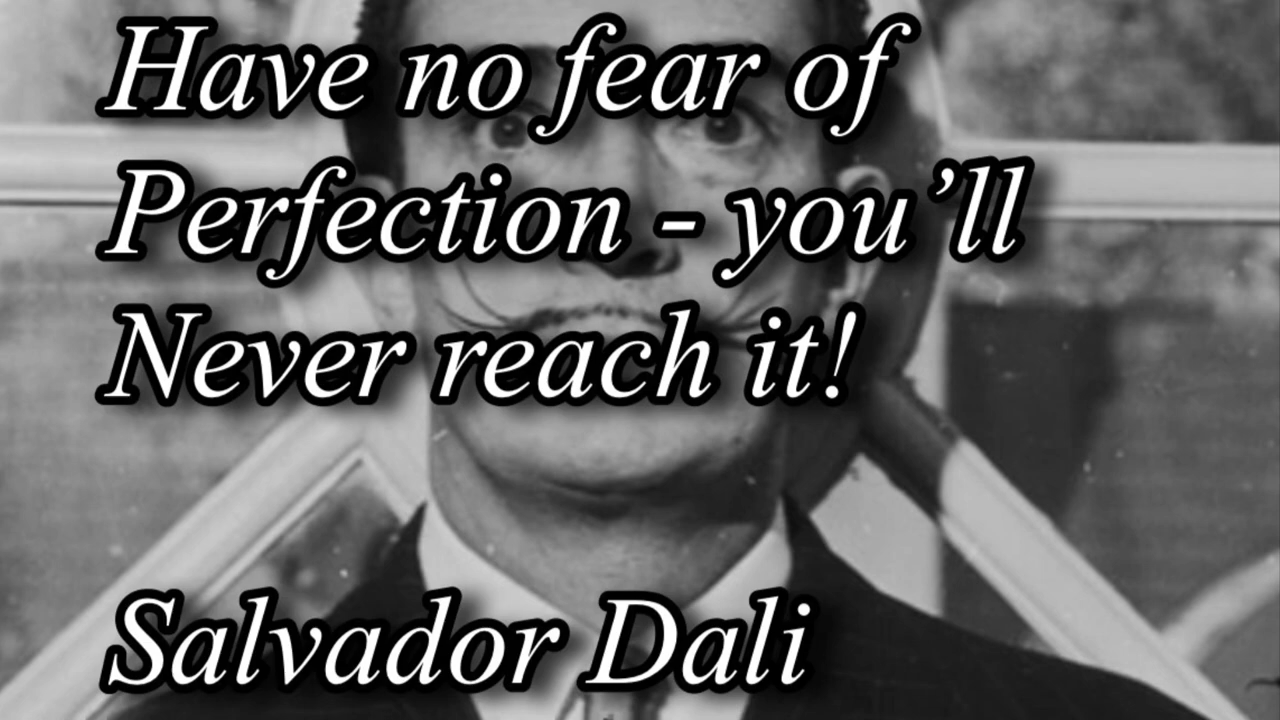 Have no fear of
Perfection - you’ll
Never reach it!
Salvador Dali